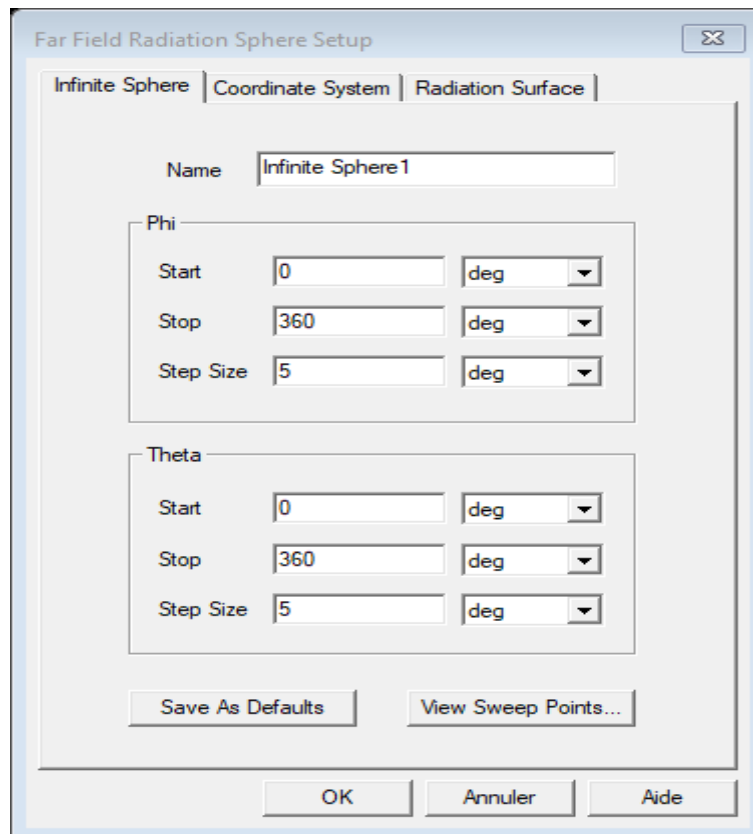 Far Field Radiation Sphere Setup
Infinite Sphere Coordinate System Radiation Surface
Name Infinite Sphere1
Phi
Start 0 deg
Stop 360 deg
Step Size 5 deg
Theta
Start 0 deg
Stop 360 deg
Step Size 5 deg
Save As Defaults View Sweep Points...
OK Annuler Aide